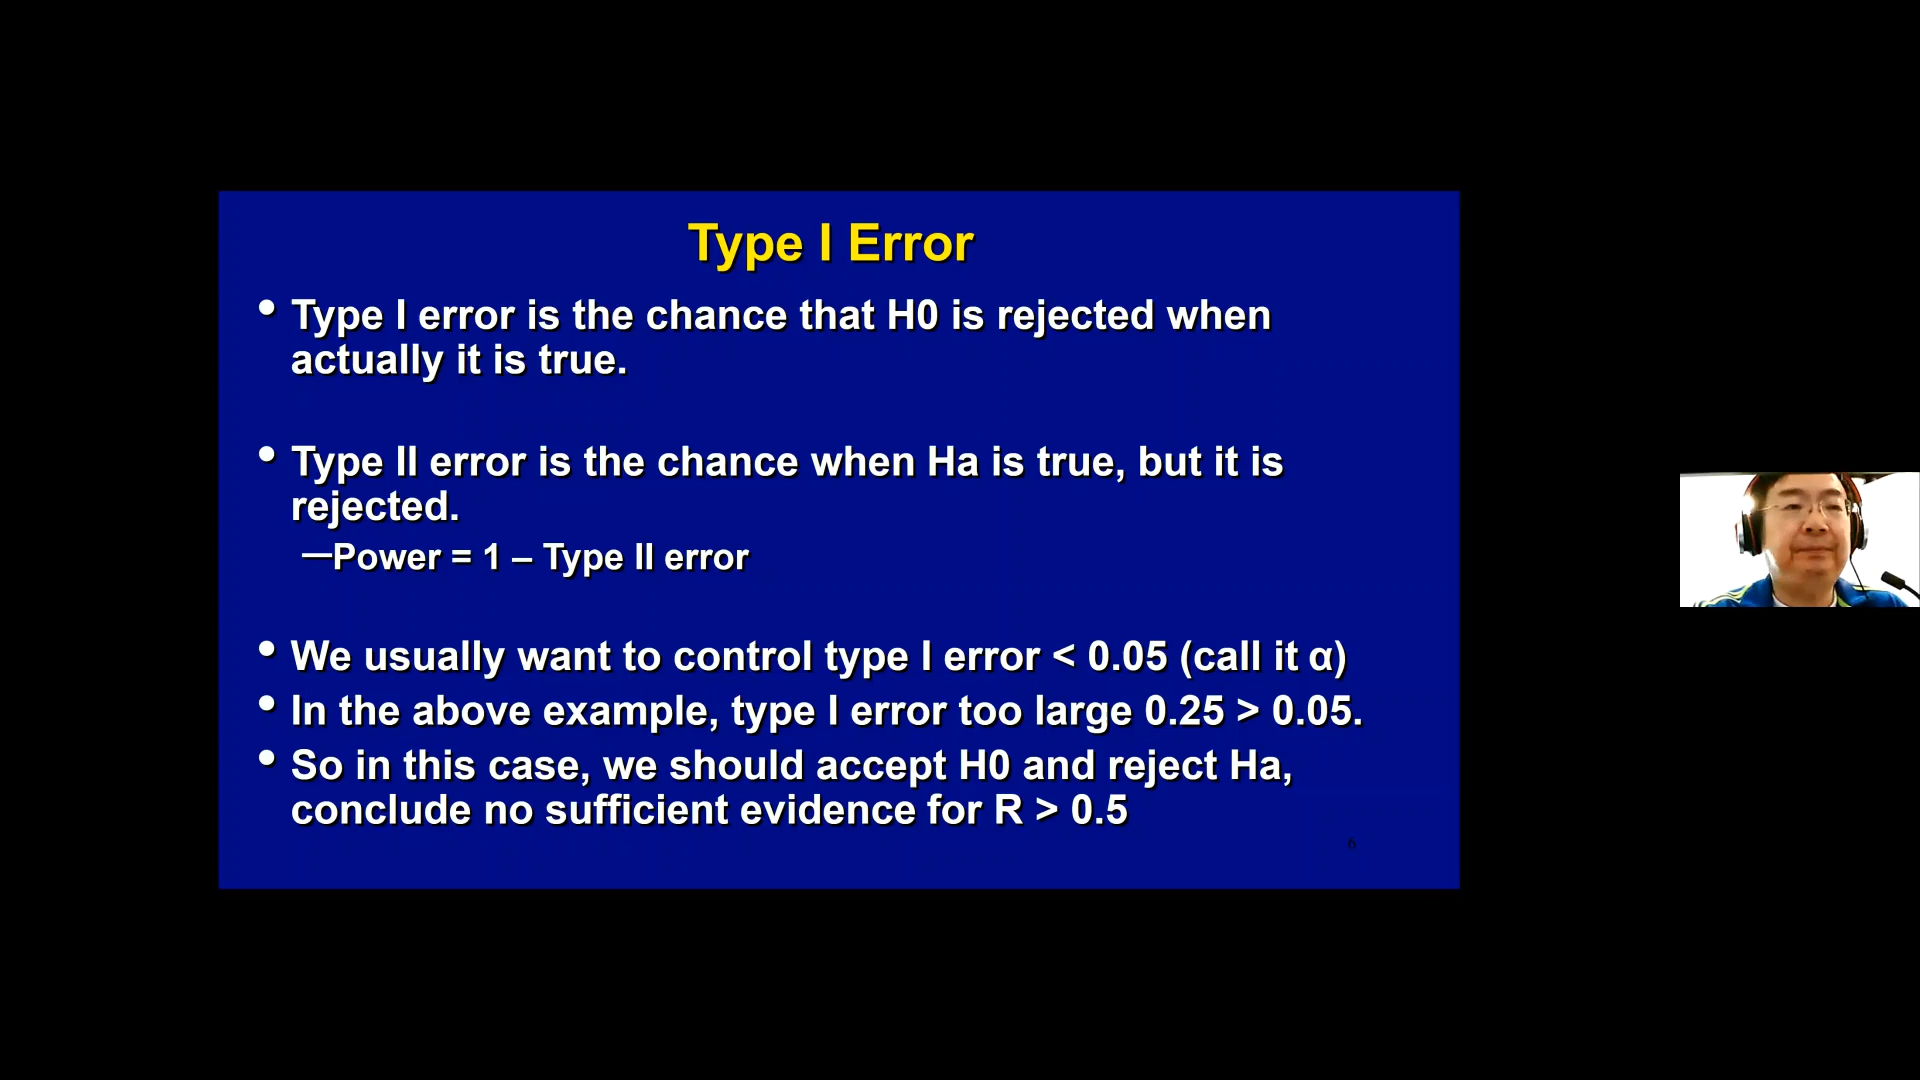 Type I Error
• Type I error is the chance that H0 is rejected when
actually it is true.
• Type II error is the chance when Ha is true, but it is
rejected.
—Power = 1 – Type II error
• We usually want to control type I error < 0.05 (call it α)
• In the above example, type I error too large 0.25 > 0.05.
• So in this case, we should accept H0 and reject Ha,
conclude no sufficient evidence for R > 0.5
6